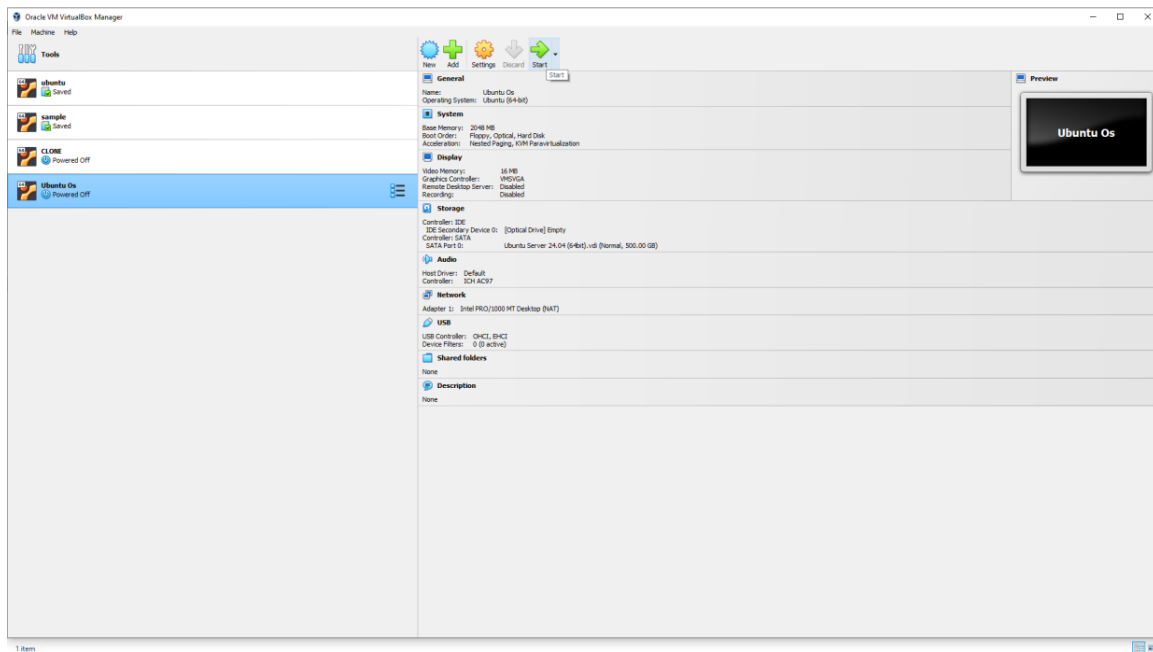 Oracle VM VirtualBox Manager
File Machine Help
Tools
ubuntu
Saved
sample
Saved
CLONE
Powered Off
Ubuntu Os
Powered Off
New Add Settings Discard Start
Start
General
Name: Ubuntu Os
Operating System: Ubuntu (64-bit)
System
Base Memory: 2048 MB
Boot Order: Floppy, Optical, Hard Disk
Acceleration: Nested Paging, KVM Paravirtualization
Display
Video Memory: 16 MB
Graphics Controller: VMSVGA
Remote Desktop Server: Disabled
Recording: Disabled
Storage
Controller: IDE
IDE Secondary Device 0: [Optical Drive] Empty
Controller: SATA
SATA Port 0: Ubuntu Server 24.04 (64bit).vdi (Normal, 500.00 GB)
Audio
Host Driver: Default
Controller: ICH AC97
Network
Adapter 1: Intel PRO/1000 MT Desktop (NAT)
USB
USB Controller: OHCI, EHCI
Device Filters: 0 (0 active)
Shared folders
None
Description
None
Preview
Ubuntu Os
1 item